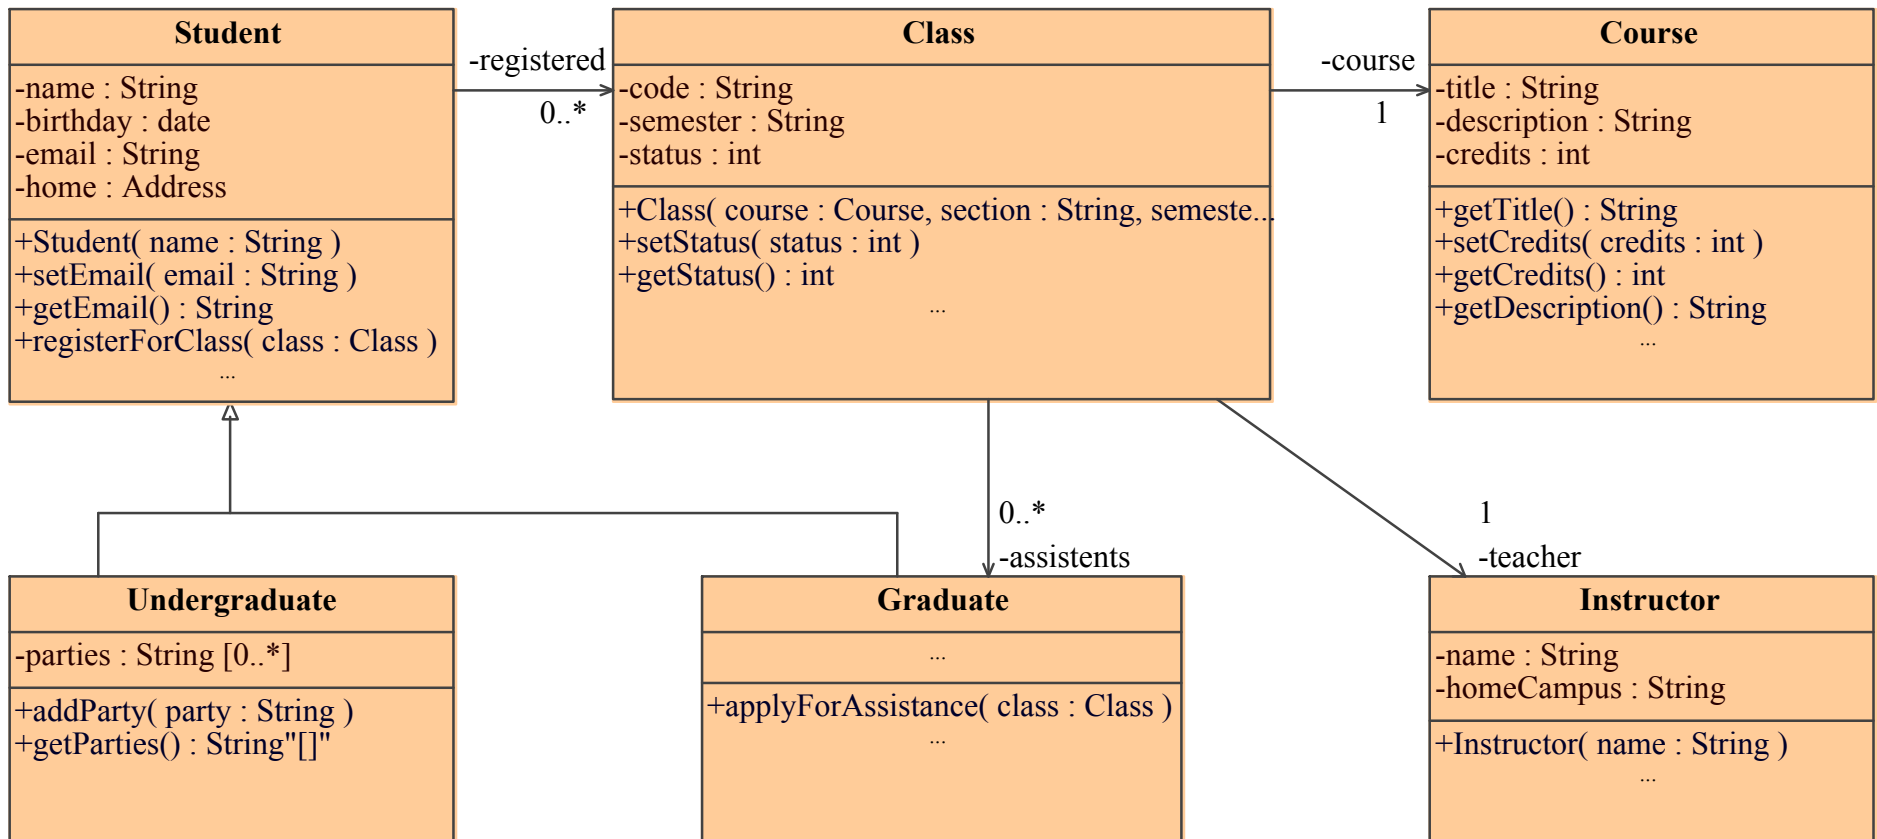 Student
-name : String
-birthday : date
-email : String
-home : Address
+Student( name : String )
+setEmail( email : String )
+getEmail() : String
+registerForClass( class : Class )
...
-registered
0..*
Class
-code : String
-semester : String
-status : int
+Class( course : Course, section : String, semeste...
+setStatus( status : int )
+getStatus() : int
...
-course
1
Course
-title : String
-description : String
-credits : int
+getTitle() : String
+setCredits( credits : int )
+getCredits() : int
+getDescription() : String
...
0..*
-assistents
1
-teacher
Undergraduate
-parties : String [0..*]
+addParty( party : String )
+getParties() : String"[]"
Graduate
...
+applyForAssistance( class : Class )
...
Instructor
-name : String
-homeCampus : String
+Instructor( name : String )
...